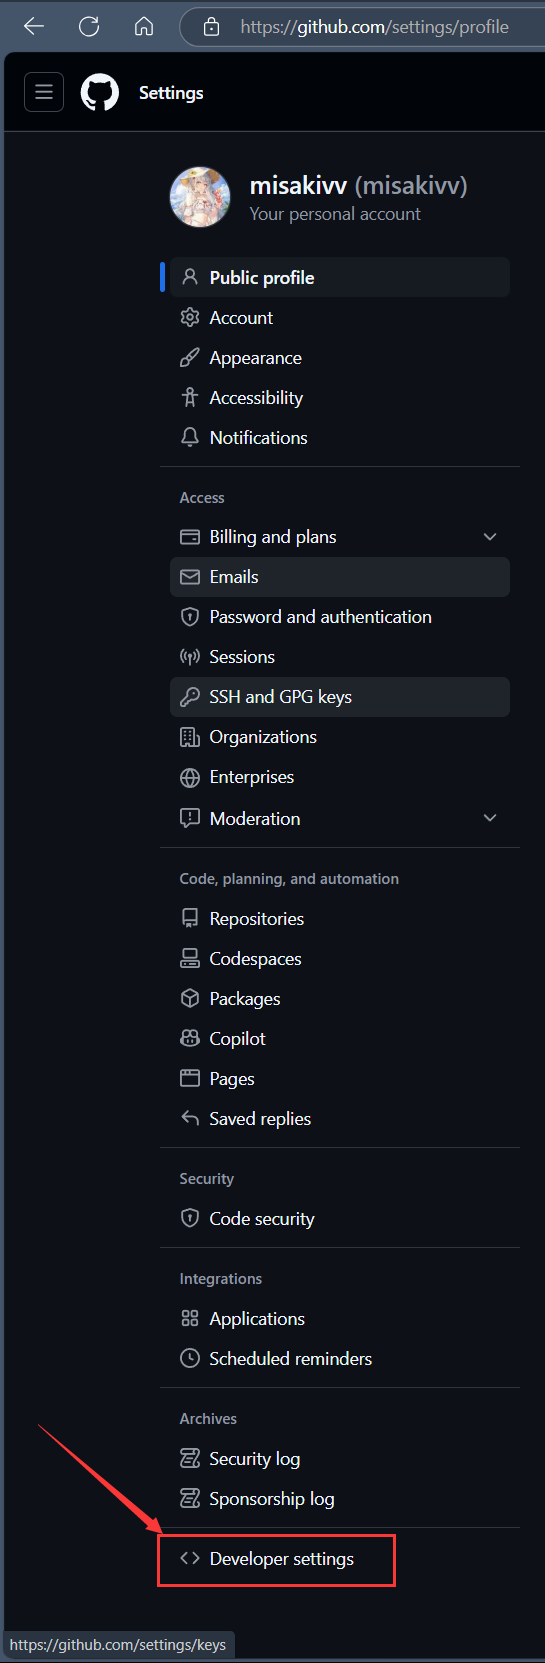 https://github.com/settings/profile
Settings
misakivv (misakivv)
Your personal account
Public profile
Account
Appearance
Accessibility
Notifications
Access
Billing and plans
Emails
Password and authentication
Sessions
SSH and GPG keys
Organizations
Enterprises
Moderation
Code, planning, and automation
Repositories
Codespaces
Packages
Copilot
Pages
Saved replies
Security
Code security
Integrations
Applications
Scheduled reminders
Archives
Security log
Sponsorship log
Developer settings
https://github.com/settings/keys